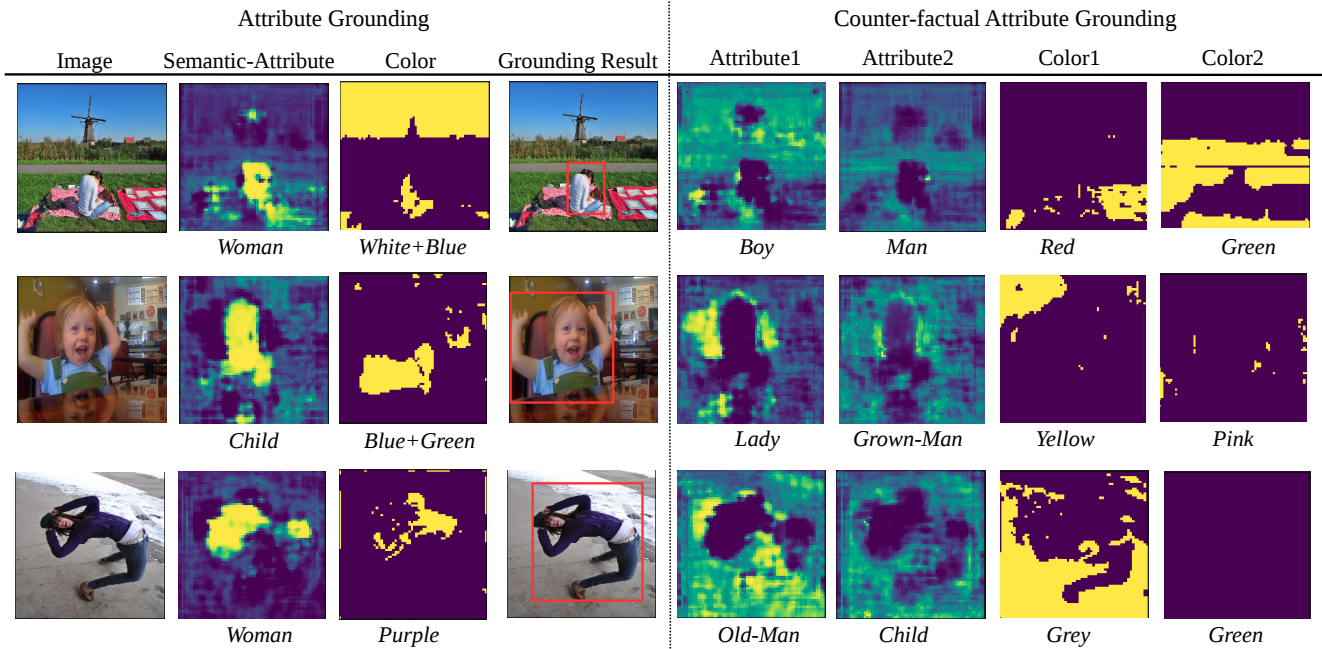 Attribute Grounding Counter-factual Attribute Grounding
Image Semantic-Attribute Color Grounding Result Attribute1 Attribute2 Color1 Color2
Woman White+Blue Boy Man Red Green
Child Blue+Green Lady Grown-Man Yellow Pink
Woman Purple Old-Man Child Grey Green